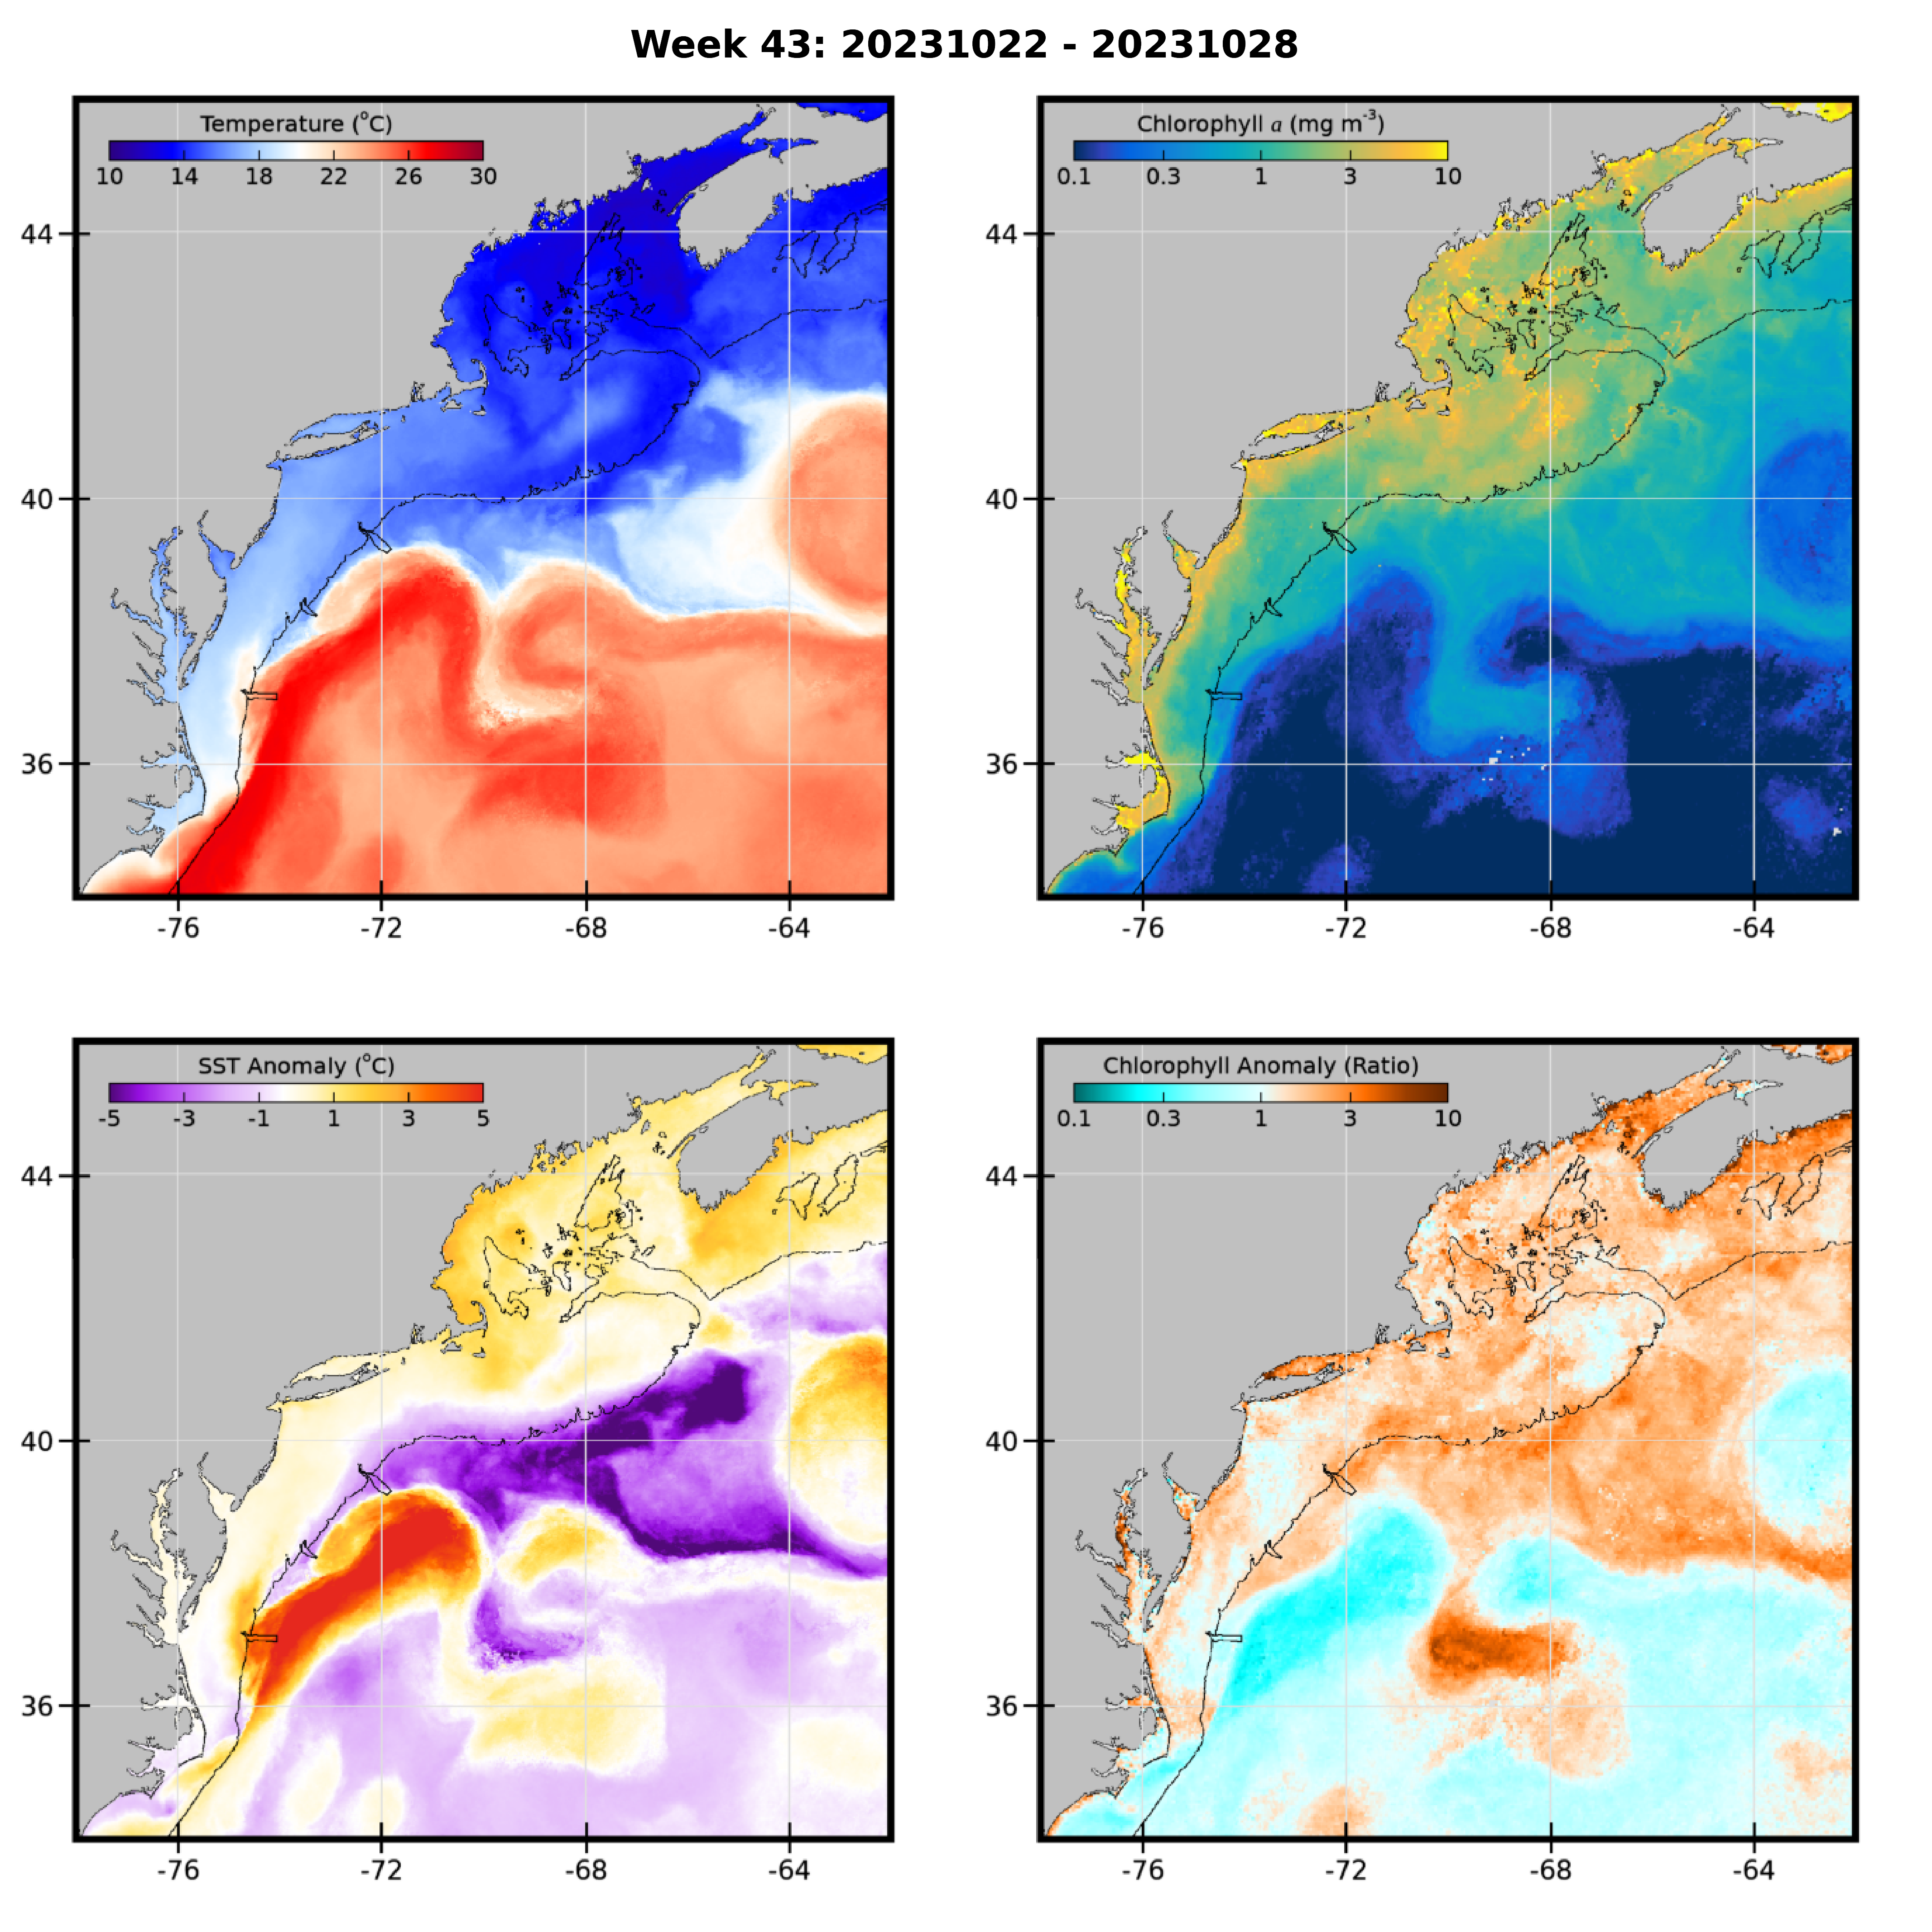 Week 43: 20231022 - 20231028
Temperature (°C)
10 14 18 22 26 30
44
40
36
-76 -72 -68 -64
Chlorophyll a (mg m⁻³)
0.1 0.3 1 3 10
44
40
36
-76 -72 -68 -64
SST Anomaly (°C)
-5 -3 -1 1 3 5
44
40
36
-76 -72 -68 -64
Chlorophyll Anomaly (Ratio)
0.1 0.3 1 3 10
44
40
36
-76 -72 -68 -64